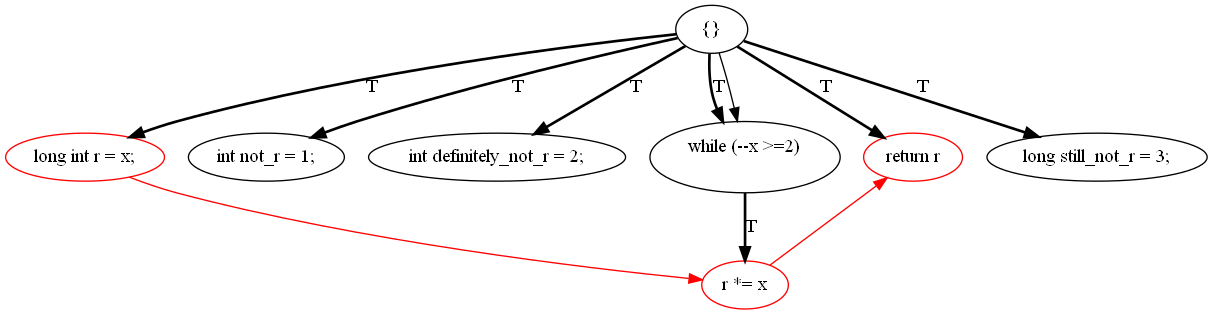 {}
T
T
T
T
T
T
long int r = x;
int not_r = 1;
int definitely_not_r = 2;
while (--x >=2)
return r
long still_not_r = 3;
T
r *= x